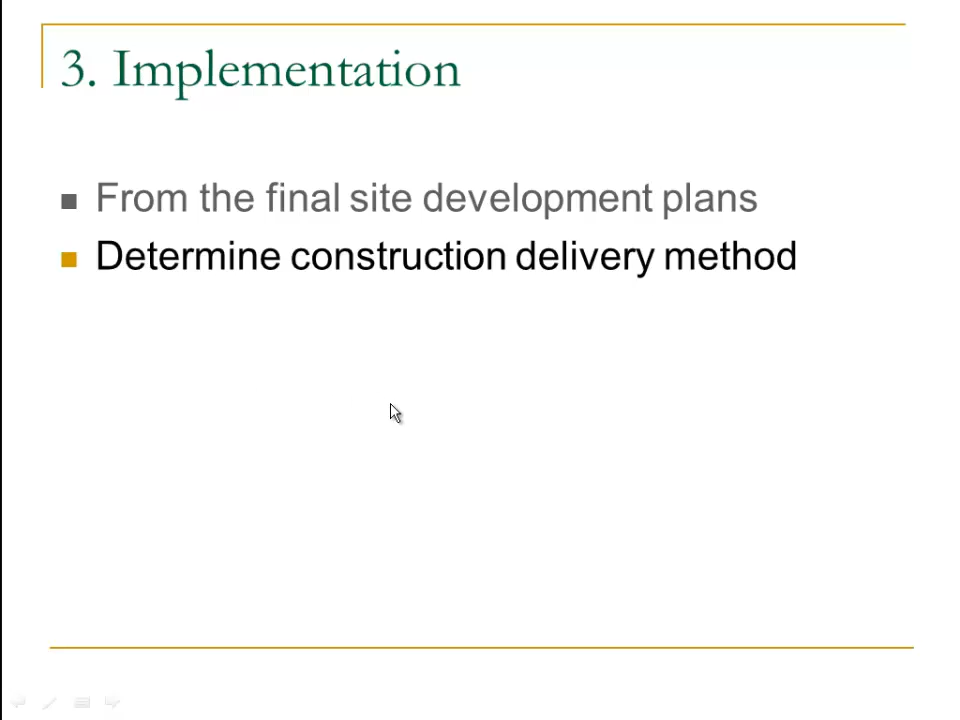 3. Implementation
From the final site development plans
Determine construction delivery method